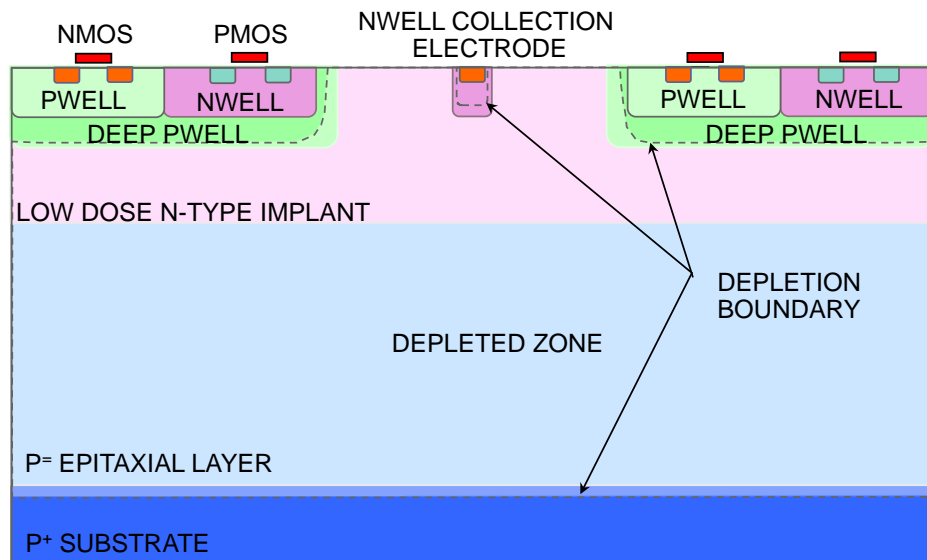 NMOS
PMOS
NWELL COLLECTION
ELECTRODE
PWELL
NWELL
DEEP PWELL
PWELL
NWELL
DEEP PWELL
LOW DOSE N-TYPE IMPLANT
DEPLETION
BOUNDARY
DEPLETED ZONE
P⁼ EPITAXIAL LAYER
P⁺ SUBSTRATE